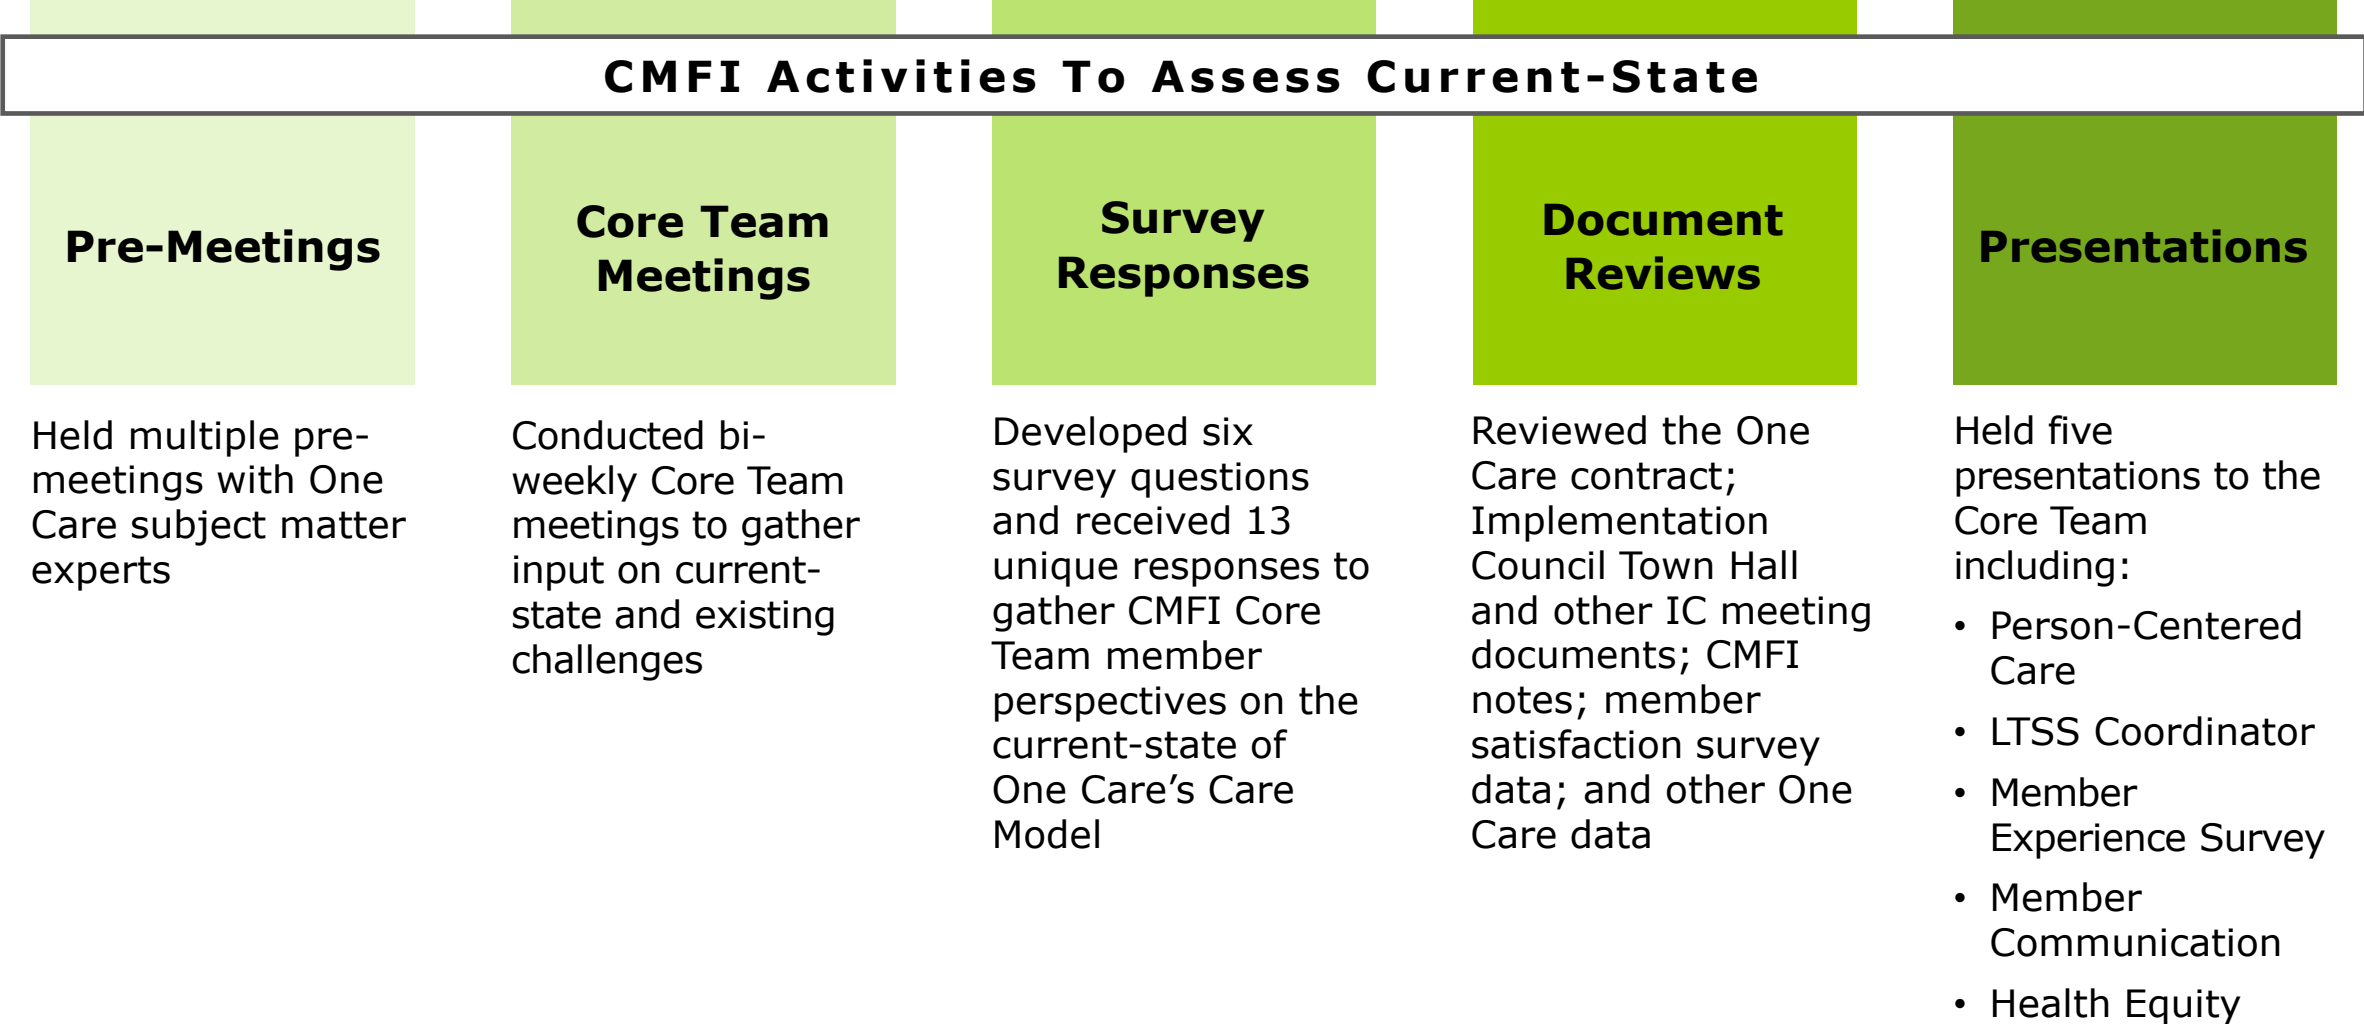 CMFI Activities To Assess Current-State
Pre-Meetings
Held multiple pre-
meetings with One
Care subject matter
experts
Core Team
Meetings
Conducted bi-
weekly Core Team
meetings to gather
input on current-
state and existing
challenges
Survey
Responses
Developed six
survey questions
and received 13
unique responses to
gather CMFI Core
Team member
perspectives on the
current-state of
One Care’s Care
Model
Document
Reviews
Reviewed the One
Care contract;
Implementation
Council Town Hall
and other IC meeting
documents; CMFI
notes; member
satisfaction survey
data; and other One
Care data
Presentations
Held five
presentations to the
Core Team
including:
• Person-Centered
Care
• LTSS Coordinator
• Member
Experience Survey
• Member
Communication
• Health Equity